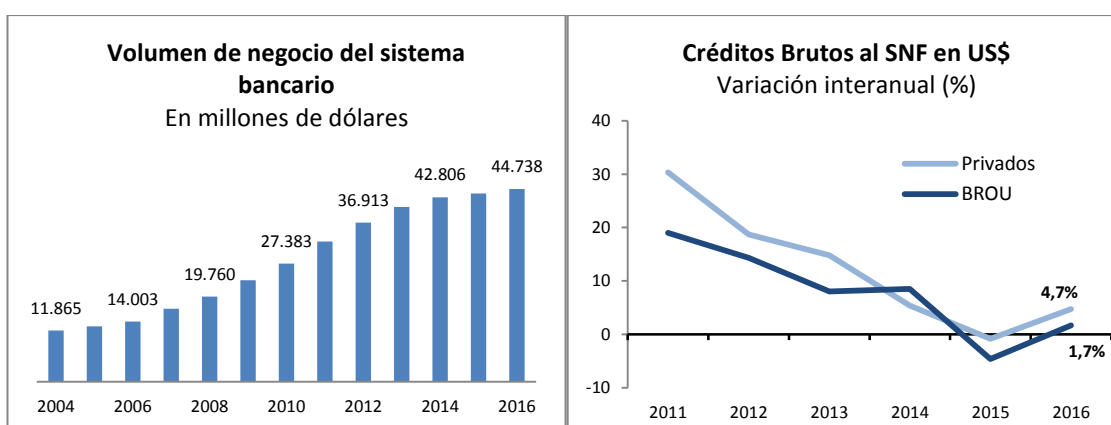 Volumen de negocio del sistema
bancario
En millones de dólares
44.738
42.806
36.913
27.383
19.760
14.003
11.865
2004 2006 2008 2010 2012 2014 2016
Créditos Brutos al SNF en US$
Variación interanual (%)
40
30
20
10
0
-10
Privados
BROU
4,7%
1,7%
2011 2012 2013 2014 2015 2016